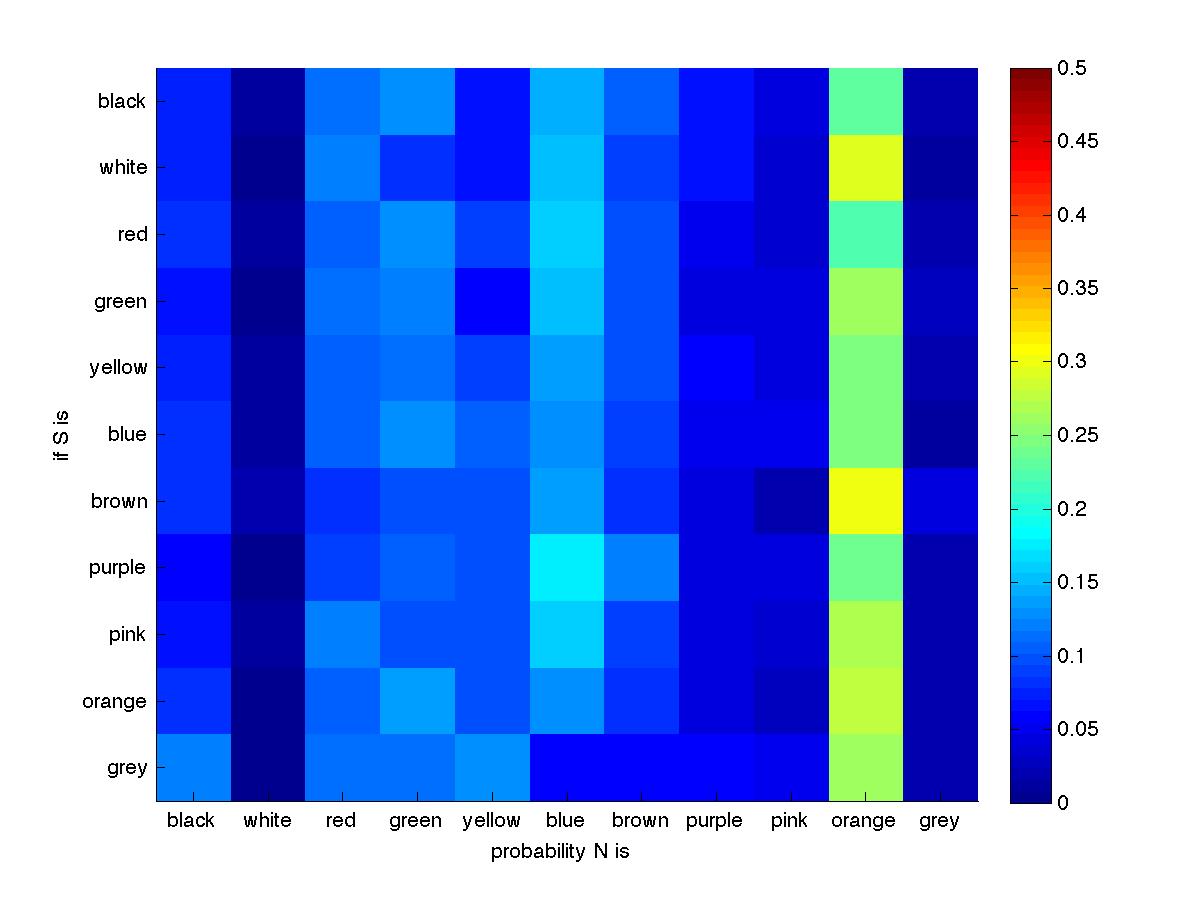 black
white
red
green
yellow
blue
brown
purple
pink
orange
grey
if S is
black white red green yellow blue brown purple pink orange grey
probability N is
0.5
0.45
0.4
0.35
0.3
0.25
0.2
0.15
0.1
0.05
0